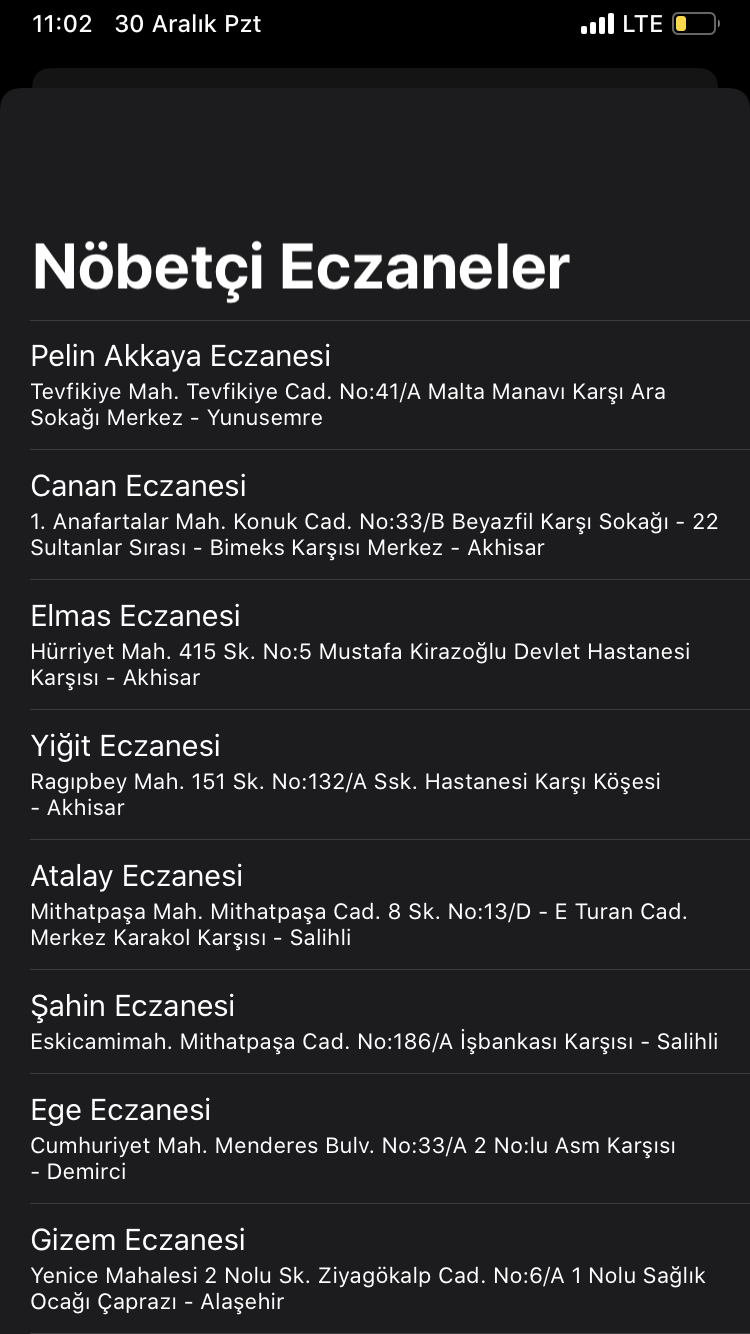 11:02 30 Aralık Pzt LTE
Nöbetçi Eczaneler
Pelin Akkaya Eczanesi
Tevfikiye Mah. Tevfikiye Cad. No:41/A Malta Manavı Karşı Ara
Sokağı Merkez - Yunusemre
Canan Eczanesi
1. Anafartalar Mah. Konuk Cad. No:33/B Beyazfil Karşı Sokağı - 22
Sultanlar Sırası - Bimeks Karşısı Merkez - Akhisar
Elmas Eczanesi
Hürriyet Mah. 415 Sk. No:5 Mustafa Kirazoğlu Devlet Hastanesi
Karşısı - Akhisar
Yiğit Eczanesi
Ragıpbey Mah. 151 Sk. No:132/A Ssk. Hastanesi Karşı Köşesi
- Akhisar
Atalay Eczanesi
Mithatpaşa Mah. Mithatpaşa Cad. 8 Sk. No:13/D - E Turan Cad.
Merkez Karakol Karşısı - Salihli
Şahin Eczanesi
Eskicamimah. Mithatpaşa Cad. No:186/A İşbankası Karşısı - Salihli
Ege Eczanesi
Cumhuriyet Mah. Menderes Bulv. No:33/A 2 No:lu Asm Karşısı
- Demirci
Gizem Eczanesi
Yenice Mahalesi 2 Nolu Sk. Ziyagökalp Cad. No:6/A 1 Nolu Sağlık
Ocağı Çaprazı - Alaşehir